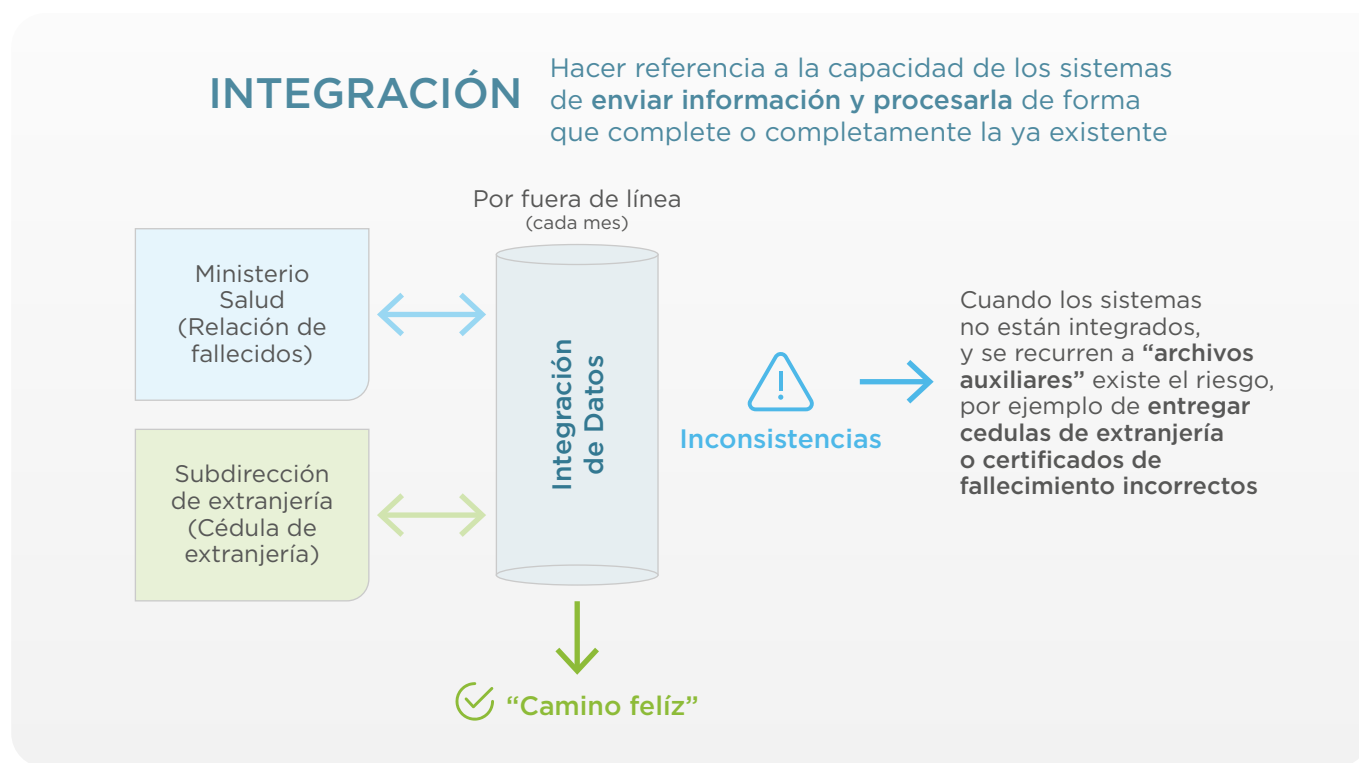 INTEGRACIÓN
Hacer referencia a la capacidad de los sistemas
de enviar información y procesarla de forma
que complete o completamente la ya existente
Por fuera de línea
(cada mes)
Ministerio
Salud
(Relación de
fallecidos)
Subdirección
de extranjería
(Cédula de
extranjería)
Integración
de Datos
Inconsistencias
Cuando los sistemas
no están integrados,
y se recurren a “archivos
auxiliares” existe el riesgo,
por ejemplo de entregar
cedulas de extranjería
o certificados de
fallecimiento incorrectos
“Camino felíz”